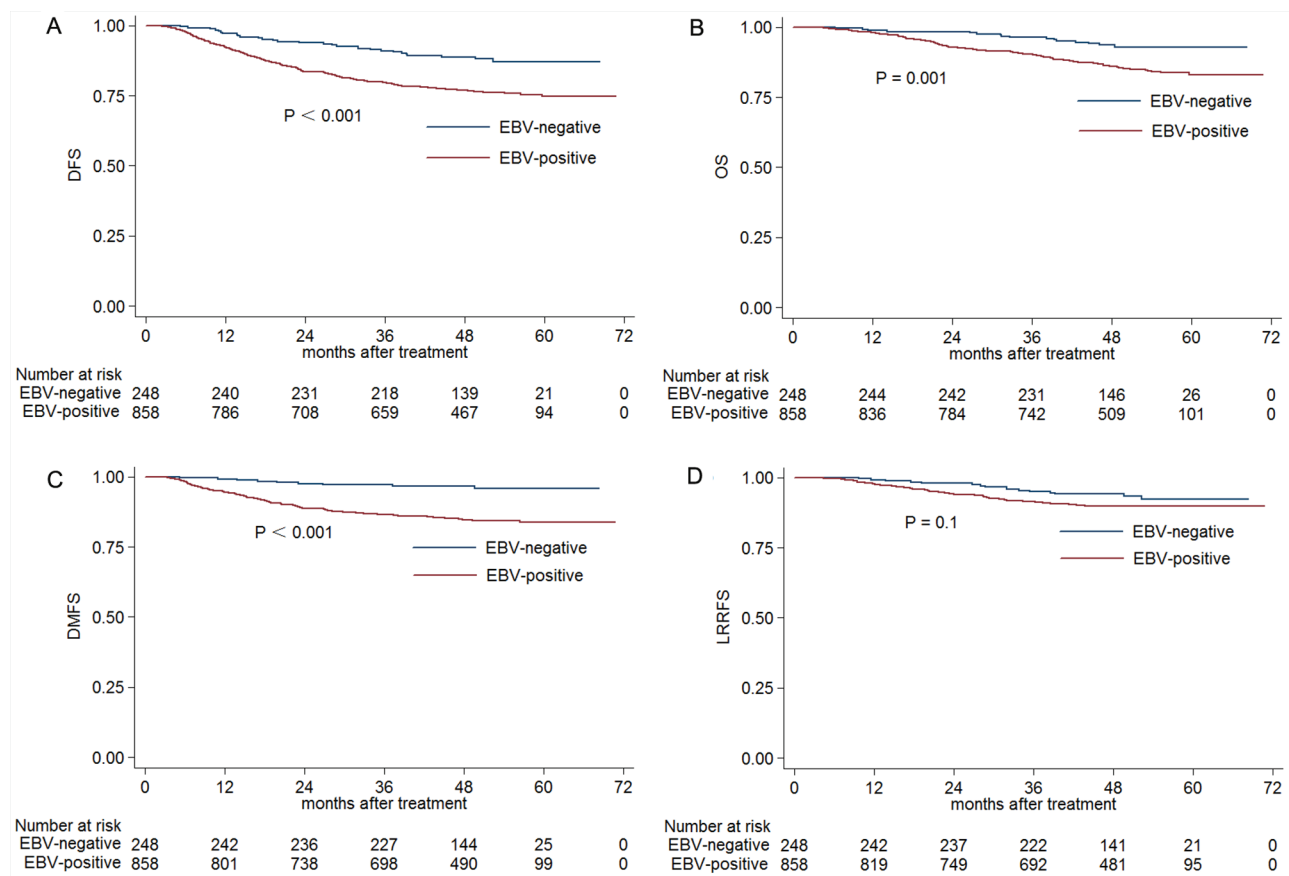 A
1.00
0.75
0.50
0.25
0.00
DFS
P < 0.001
EBV-negative
EBV-positive
0 12 24 36 48 60 72
months after treatment
Number at risk
EBV-negative 248 240 231 218 139 21 0
EBV-positive 858 786 708 659 467 94 0
B
1.00
0.75
0.50
0.25
0.00
OS
P = 0.001
EBV-negative
EBV-positive
0 12 24 36 48 60 72
months after treatment
Number at risk
EBV-negative 248 244 242 231 146 26 0
EBV-positive 858 836 784 742 509 101 0
C
1.00
0.75
0.50
0.25
0.00
DMFS
P < 0.001
EBV-negative
EBV-positive
0 12 24 36 48 60 72
months after treatment
Number at risk
EBV-negative 248 242 236 227 144 25 0
EBV-positive 858 801 738 698 490 99 0
D
1.00
0.75
0.50
0.25
0.00
LRRFS
P = 0.1
EBV-negative
EBV-positive
0 12 24 36 48 60 72
months after treatment
Number at risk
EBV-negative 248 242 237 222 141 21 0
EBV-positive 858 819 749 692 481 95 0